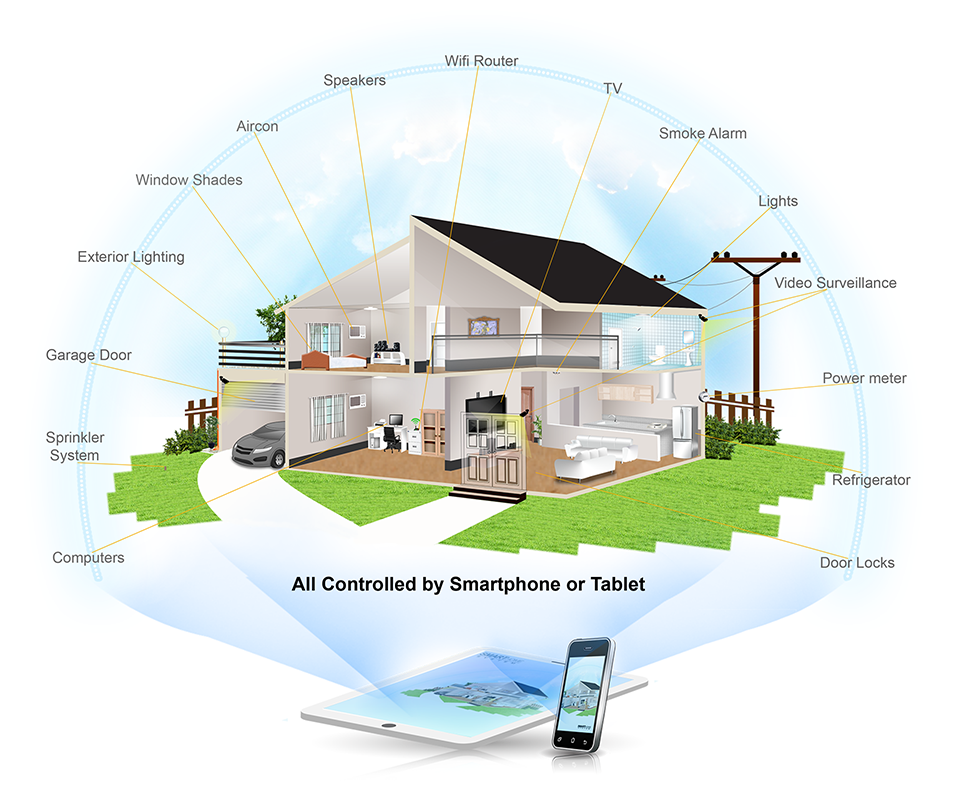 Wifi Router
Speakers
TV
Aircon
Smoke Alarm
Window Shades
Lights
Exterior Lighting
Video Surveillance
Garage Door
Power meter
Sprinkler
System
Refrigerator
Computers
Door Locks
All Controlled by Smartphone or Tablet